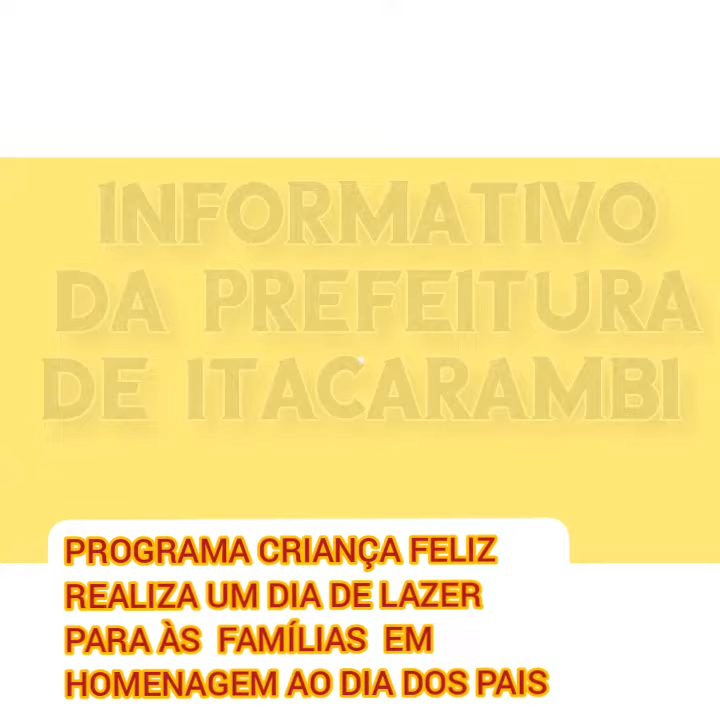 INFORMATIVO
DA PREFEITURA
DE ITACARAMBI
PROGRAMA CRIANÇA FELIZ
REALIZA UM DIA DE LAZER
PARA ÀS FAMÍLIAS EM
HOMENAGEM AO DIA DOS PAIS